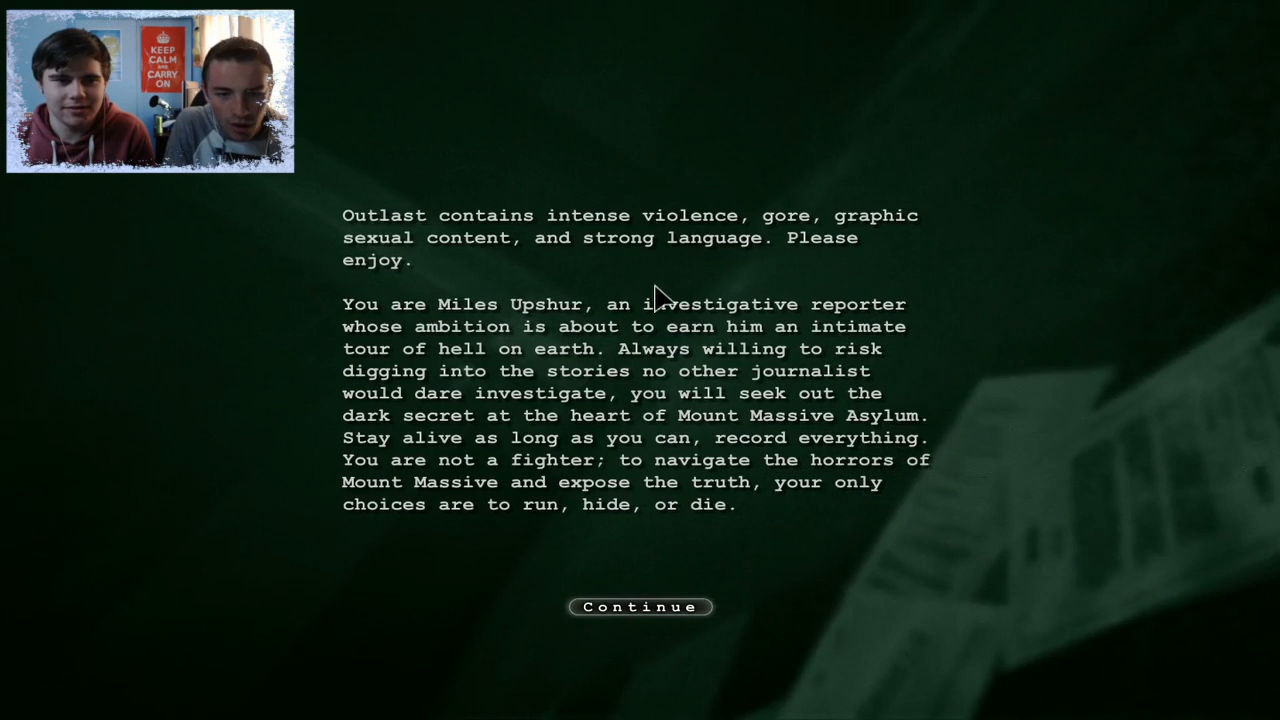 KEEP
CALM
AND
CARRY
ON
Outlast contains intense violence, gore, graphic
sexual content, and strong language. Please
enjoy.
You are Miles Upshur, an investigative reporter
whose ambition is about to earn him an intimate
tour of hell on earth. Always willing to risk
digging into the stories no other journalist
would dare investigate, you will seek out the
dark secret at the heart of Mount Massive Asylum.
Stay alive as long as you can, record everything.
You are not a fighter; to navigate the horrors of
Mount Massive and expose the truth, your only
choices are to run, hide, or die.
Continue